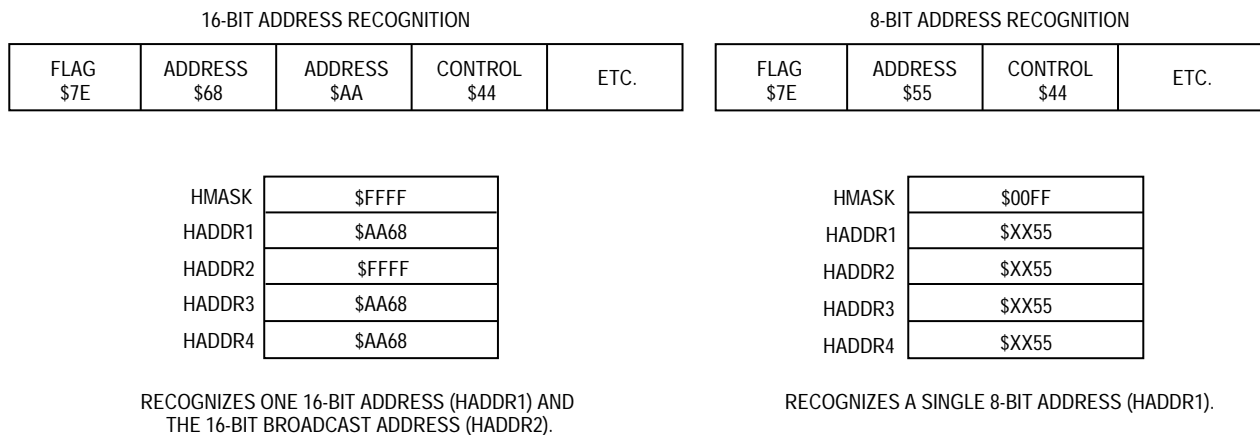 16-BIT ADDRESS RECOGNITION
FLAG $7E
ADDRESS $68
ADDRESS $AA
CONTROL $44
ETC.
HMASK $FFFF
HADDR1 $AA68
HADDR2 $FFFF
HADDR3 $AA68
HADDR4 $AA68
RECOGNIZES ONE 16-BIT ADDRESS (HADDR1) AND
THE 16-BIT BROADCAST ADDRESS (HADDR2).
8-BIT ADDRESS RECOGNITION
FLAG $7E
ADDRESS $55
CONTROL $44
ETC.
HMASK $00FF
HADDR1 $XX55
HADDR2 $XX55
HADDR3 $XX55
HADDR4 $XX55
RECOGNIZES A SINGLE 8-BIT ADDRESS (HADDR1).